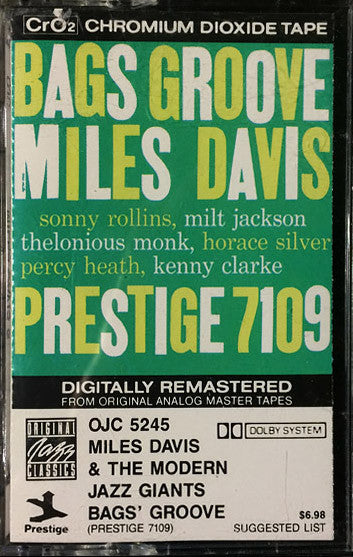 CrO2 CHROMIUM DIOXIDE TAPE
BAGS GROOVE
MILES DAVIS
sonny rollins, milt jackson
thelonious monk, horace silver
percy heath, kenny clarke
PRESTIGE 7109
DIGITALLY REMASTERED
FROM ORIGINAL ANALOG MASTER TAPES
ORIGINAL
Jazz
CLASSICS
Prestige
OJC 5245
MILES DAVIS
& THE MODERN
JAZZ GIANTS
BAGS' GROOVE
(PRESTIGE 7109)
DOLBY SYSTEM
$6.98
SUGGESTED LIST